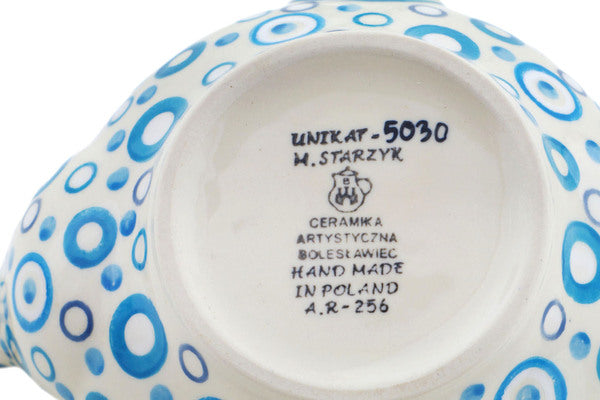 UNIKAT-5030
M. STARZYK
B
CERAMIKA
ARTYSTYCZNA
BOLESŁAWIEC
HAND MADE
IN POLAND
A.R-256